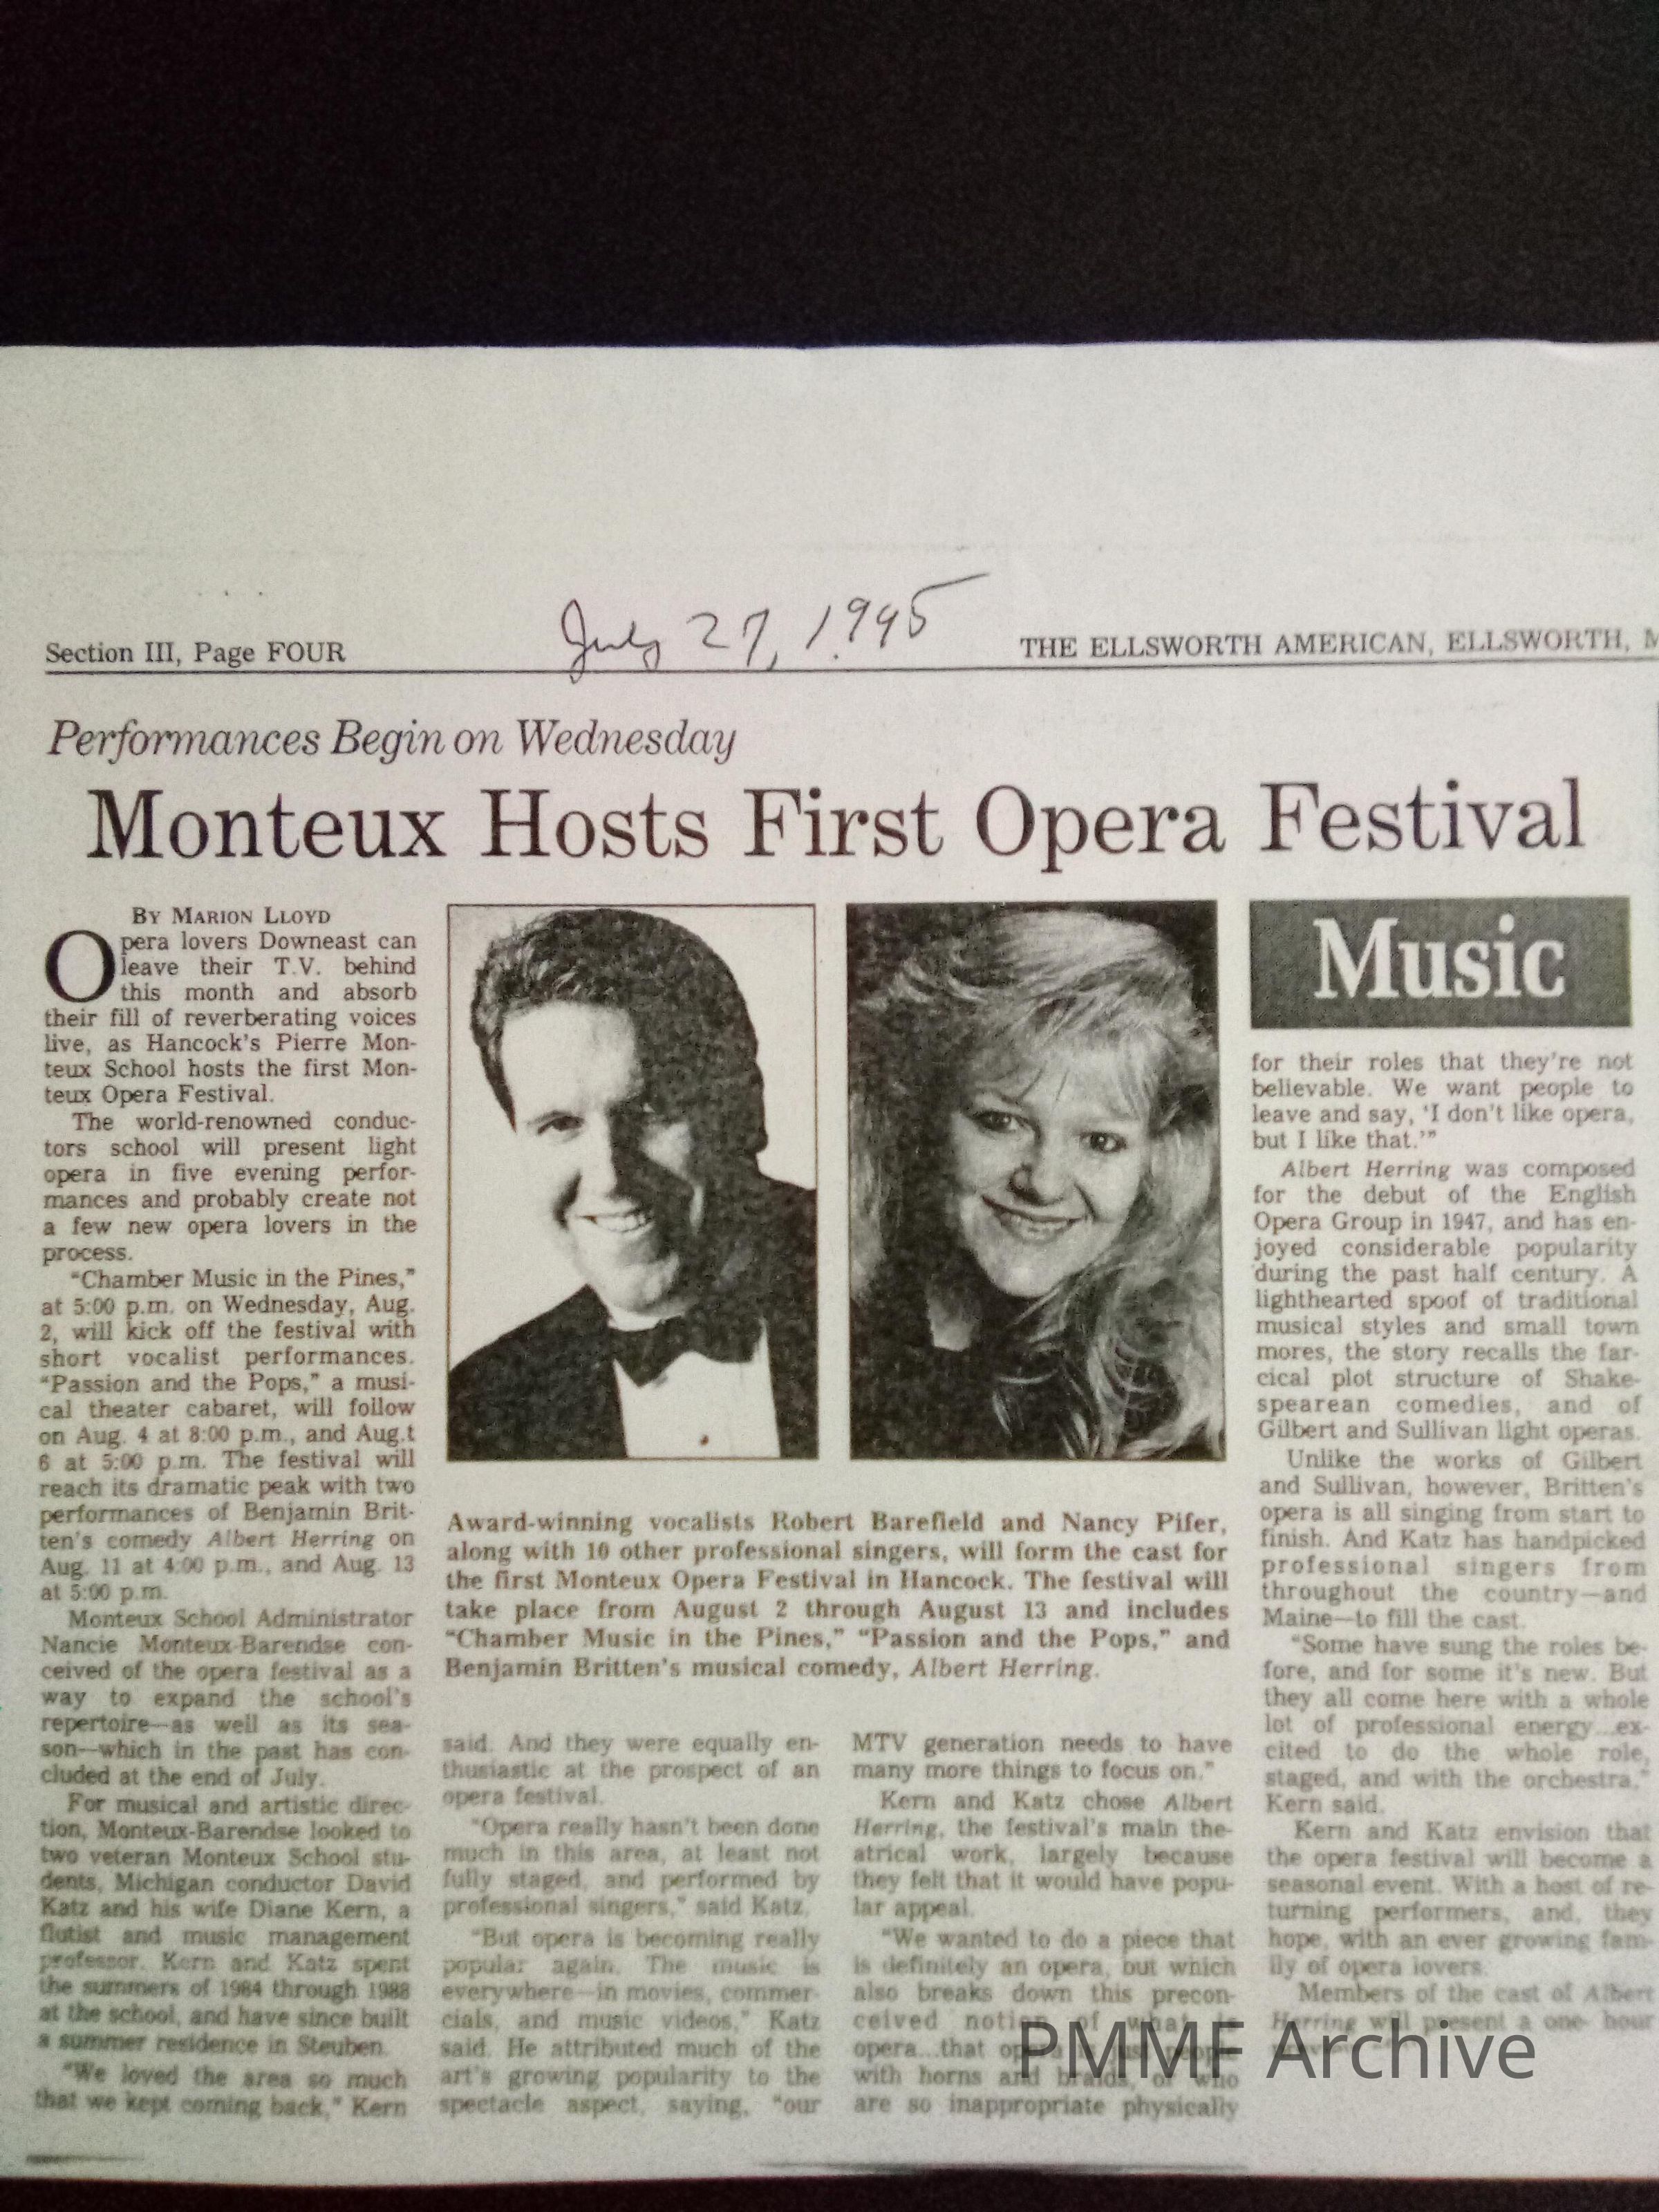 Section III, Page FOUR
July 27, 1995
THE ELLSWORTH AMERICAN, ELLSWORTH, M
Performances Begin on Wednesday
Monteux Hosts First Opera Festival
BY MARION LLOYD
Opera lovers Downeast can
leave their T.V. behind
this month and absorb
their fill of reverberating voices
live, as Hancock's Pierre Mon-
teux School hosts the first Mon-
teux Opera Festival.
The world-renowned conduc-
tors school will present light
opera in five evening perfor-
mances and probably create not
a few new opera lovers in the
process.
"Chamber Music in the Pines,"
at 5:00 p.m. on Wednesday, Aug.
2, will kick off the festival with
short vocalist performances.
"Passion and the Pops," a musi-
cal theater cabaret, will follow
on Aug. 4 at 8:00 p.m., and Aug.t
6 at 5:00 p.m. The festival will
reach its dramatic peak with two
performances of Benjamin Brit-
ten's comedy Albert Herring on
Aug. 11 at 4:00 p.m., and Aug. 13
at 5:00 p.m.
Monteux School Administrator
Nancie Monteux-Barendse con-
ceived of the opera festival as a
way to expand the school's
repertoire—as well as its sea-
son—which in the past has con-
cluded at the end of July.
For musical and artistic direc-
tion, Monteux-Barendse looked to
two veteran Monteux School stu-
dents, Michigan conductor David
Katz and his wife Diane Kern, a
flutist and music management
professor. Kern and Katz spent
the summers of 1984 through 1988
at the school, and have since built
a summer residence in Steuben.
"We loved the area so much
that we kept coming back," Kern
Award-winning vocalists Robert Barefield and Nancy Pifer,
along with 10 other professional singers, will form the cast for
the first Monteux Opera Festival in Hancock. The festival will
take place from August 2 through August 13 and includes
"Chamber Music in the Pines," "Passion and the Pops," and
Benjamin Britten's musical comedy, Albert Herring.
said. And they were equally en-
thusiastic at the prospect of an
opera festival.
"Opera really hasn't been done
much in this area, at least not
fully staged, and performed by
professional singers," said Katz.
"But opera is becoming really
popular again. The music is
everywhere—in movies, commer-
cials, and music videos," Katz
said. He attributed much of the
art's growing popularity to the
spectacle aspect, saying, "our
MTV generation needs to have
many more things to focus on."
Kern and Katz chose Albert
Herring, the festival's main the-
atrical work, largely because
they felt that it would have popu-
lar appeal.
"We wanted to do a piece that
is definitely an opera, but which
also breaks down this precon-
ceived notion of what is
opera...that opera is just people
with horns and braids, or who
are so inappropriate physically
Music
for their roles that they're not
believable. We want people to
leave and say, 'I don't like opera,
but I like that.'"
Albert Herring was composed
for the debut of the English
Opera Group in 1947, and has en-
joyed considerable popularity
during the past half century. A
lighthearted spoof of traditional
musical styles and small town
mores, the story recalls the far-
cical plot structure of Shake-
spearean comedies, and of
Gilbert and Sullivan light operas.
Unlike the works of Gilbert
and Sullivan, however, Britten's
opera is all singing from start to
finish. And Katz has handpicked
professional singers from
throughout the country—and
Maine—to fill the cast.
"Some have sung the roles be-
fore, and for some it's new. But
they all come here with a whole
lot of professional energy...ex-
cited to do the whole role,
staged, and with the orchestra,"
Kern said.
Kern and Katz envision that
the opera festival will become a
seasonal event. With a host of re-
turning performers, and, they
hope, with an ever growing fam-
ily of opera lovers.
Members of the cast of Albert
Herring will present a one- hour
PMMF Archive